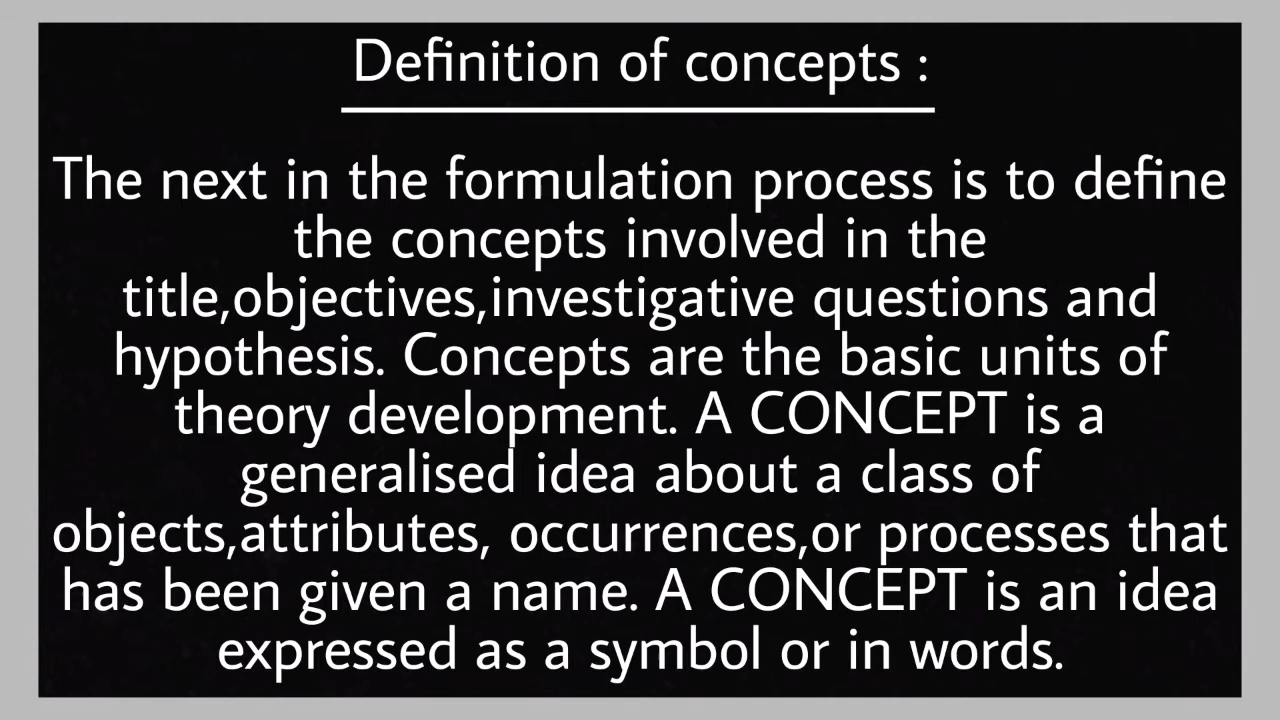 Definition of concepts :
The next in the formulation process is to define
the concepts involved in the
title,objectives,investigative questions and
hypothesis. Concepts are the basic units of
theory development. A CONCEPT is a
generalised idea about a class of
objects,attributes, occurrences,or processes that
has been given a name. A CONCEPT is an idea
expressed as a symbol or in words.